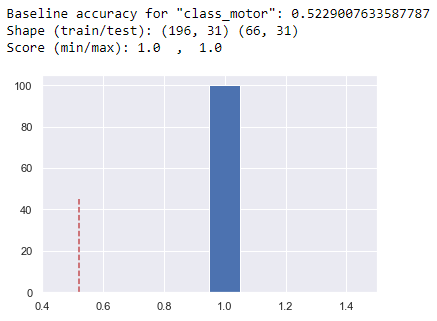 Baseline accuracy for "class_motor": 0.5229007633587787
Shape (train/test): (196, 31) (66, 31)
Score (min/max): 1.0  ,  1.0
100
80
60
40
20
0
0.4 0.6 0.8 1.0 1.2 1.4